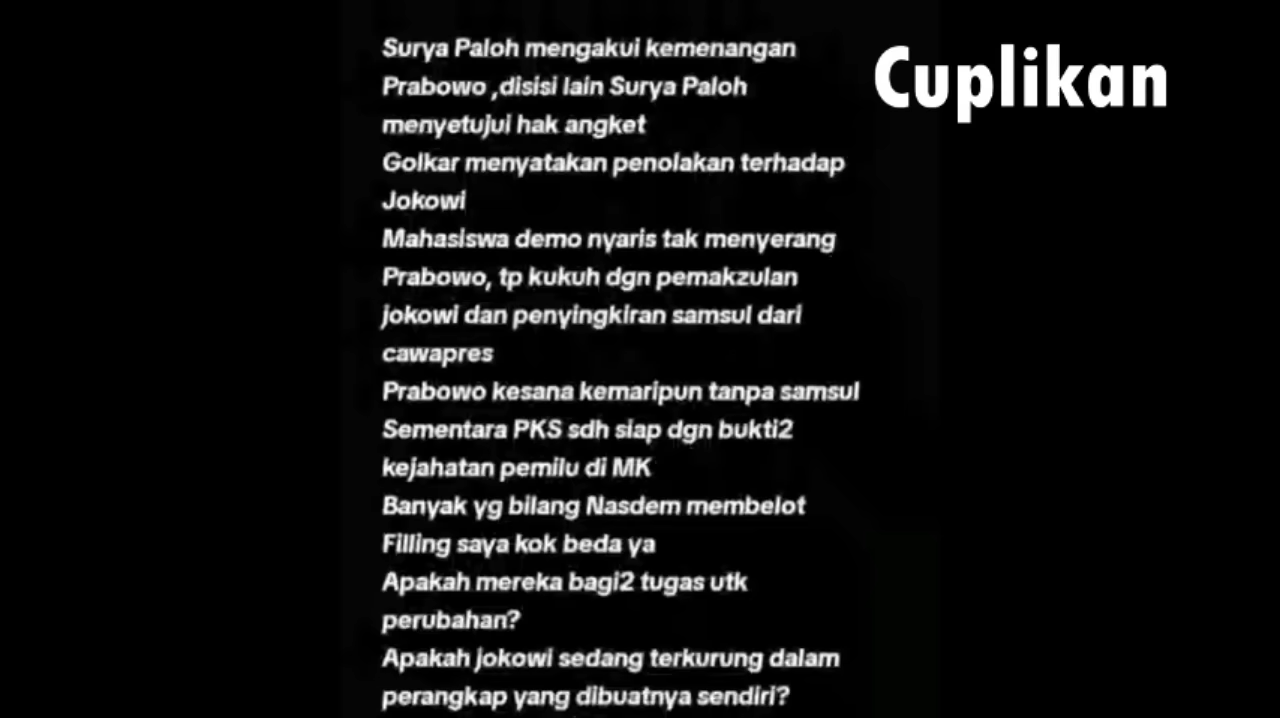 Surya Paloh mengakui kemenangan
Prabowo ,disisi lain Surya Paloh
menyetujui hak angket
Golkar menyatakan penolakan terhadap
Jokowi
Mahasiswa demo nyaris tak menyerang
Prabowo, tp kukuh dgn pemakzulan
jokowi dan penyingkiran samsul dari
cawapres
Prabowo kesana kemaripun tanpa samsul
Sementara PKS sdh siap dgn bukti2
kejahatan pemilu di MK
Banyak yg bilang Nasdem membelot
Filling saya kok beda ya
Apakah mereka bagi2 tugas utk
perubahan?
Apakah jokowi sedang terkurung dalam
perangkap yang dibuatnya sendiri?
Cuplikan